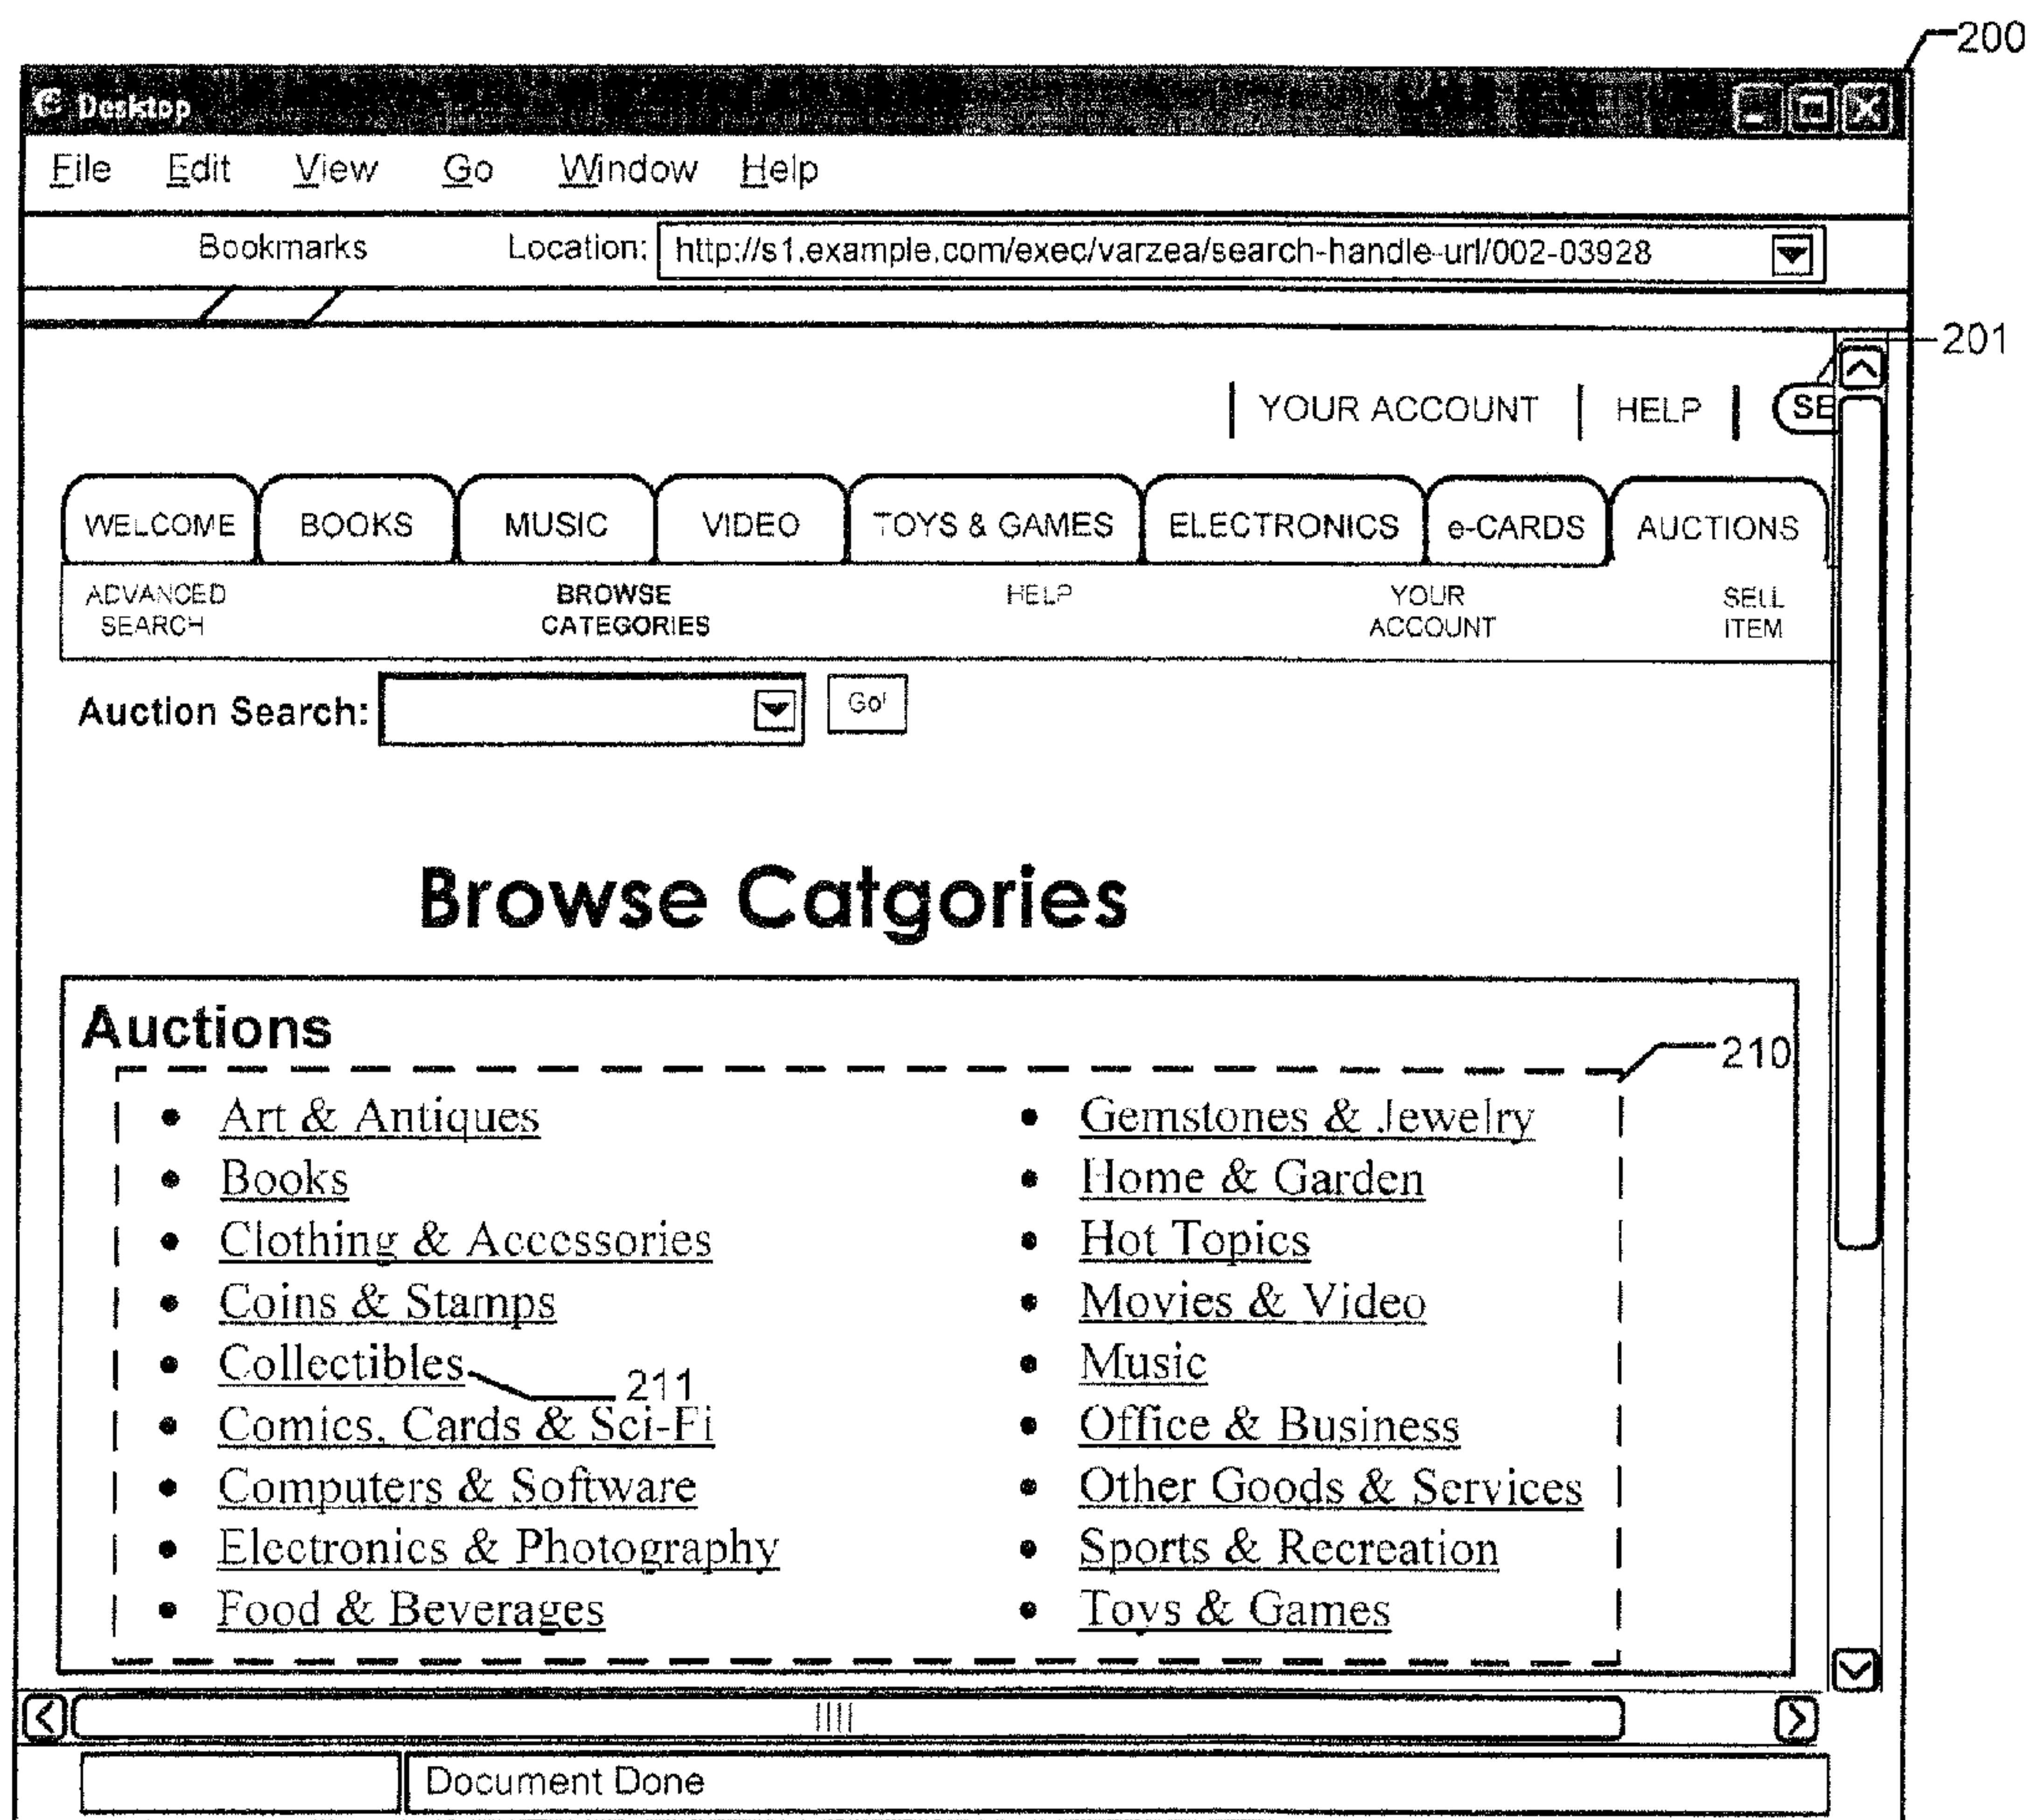 200
Desktop
File Edit View Go Window Help
Bookmarks Location: http://s1.example.com/exec/varzea/search-handle-url/002-03928
201
YOUR ACCOUNT HELP SE
WELCOME BOOKS MUSIC VIDEO TOYS & GAMES ELECTRONICS e-CARDS AUCTIONS
ADVANCED SEARCH BROWSE CATEGORIES HELP YOUR ACCOUNT SELL ITEM
Auction Search: Go!
Browse Catgories
Auctions
210
Art & Antiques
Books
Clothing & Accessories
Coins & Stamps
Collectibles
211
Comics, Cards & Sci-Fi
Computers & Software
Electronics & Photography
Food & Beverages
Gemstones & Jewelry
Home & Garden
Hot Topics
Movies & Video
Music
Office & Business
Other Goods & Services
Sports & Recreation
Toys & Games
Document Done